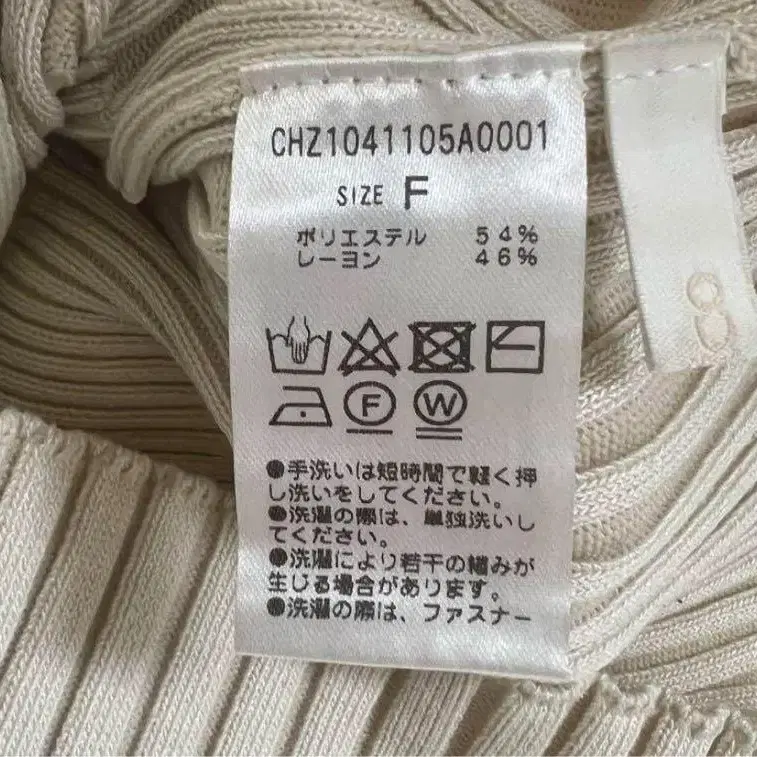 CHZ1041105A0001
SIZE F
ポリエステル 54%
レーヨン 46%
F W
●手洗いは短時間で軽く押
し洗いをしてください。
●洗濯の際は、単独洗いし
てください。
●洗濯により若干の縮みが
生じる場合があります。
●洗濯の際は、ファスナー